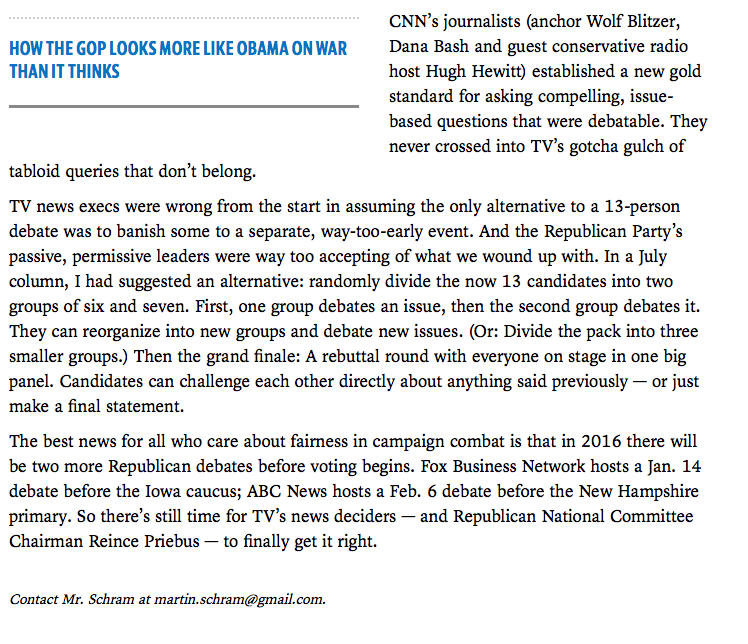 HOW THE GOP LOOKS MORE LIKE OBAMA ON WAR
THAN IT THINKS
CNN’s journalists (anchor Wolf Blitzer,
Dana Bash and guest conservative radio
host Hugh Hewitt) established a new gold
standard for asking compelling, issue-
based questions that were debatable. They
never crossed into TV’s gotcha gulch of
tabloid queries that don’t belong.
TV news execs were wrong from the start in assuming the only alternative to a 13-person
debate was to banish some to a separate, way-too-early event. And the Republican Party’s
passive, permissive leaders were way too accepting of what we wound up with. In a July
column, I had suggested an alternative: randomly divide the now 13 candidates into two
groups of six and seven. First, one group debates an issue, then the second group debates it.
They can reorganize into new groups and debate new issues. (Or: Divide the pack into three
smaller groups.) Then the grand finale: A rebuttal round with everyone on stage in one big
panel. Candidates can challenge each other directly about anything said previously — or just
make a final statement.
The best news for all who care about fairness in campaign combat is that in 2016 there will
be two more Republican debates before voting begins. Fox Business Network hosts a Jan. 14
debate before the Iowa caucus; ABC News hosts a Feb. 6 debate before the New Hampshire
primary. So there’s still time for TV’s news deciders — and Republican National Committee
Chairman Reince Priebus — to finally get it right.
Contact Mr. Schram at martin.schram@gmail.com.